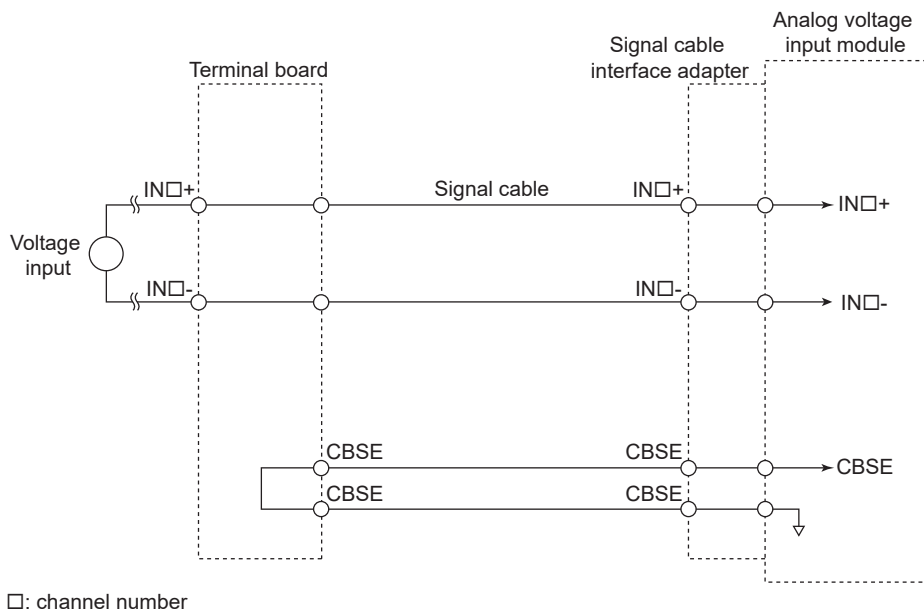 Analog voltage
input module
Signal cable
interface adapter
Terminal board
IN□+
Signal cable
IN□+
IN□+
Voltage
input
IN□-
IN□-
IN□-
CBSE
CBSE
CBSE
CBSE
CBSE
□: channel number